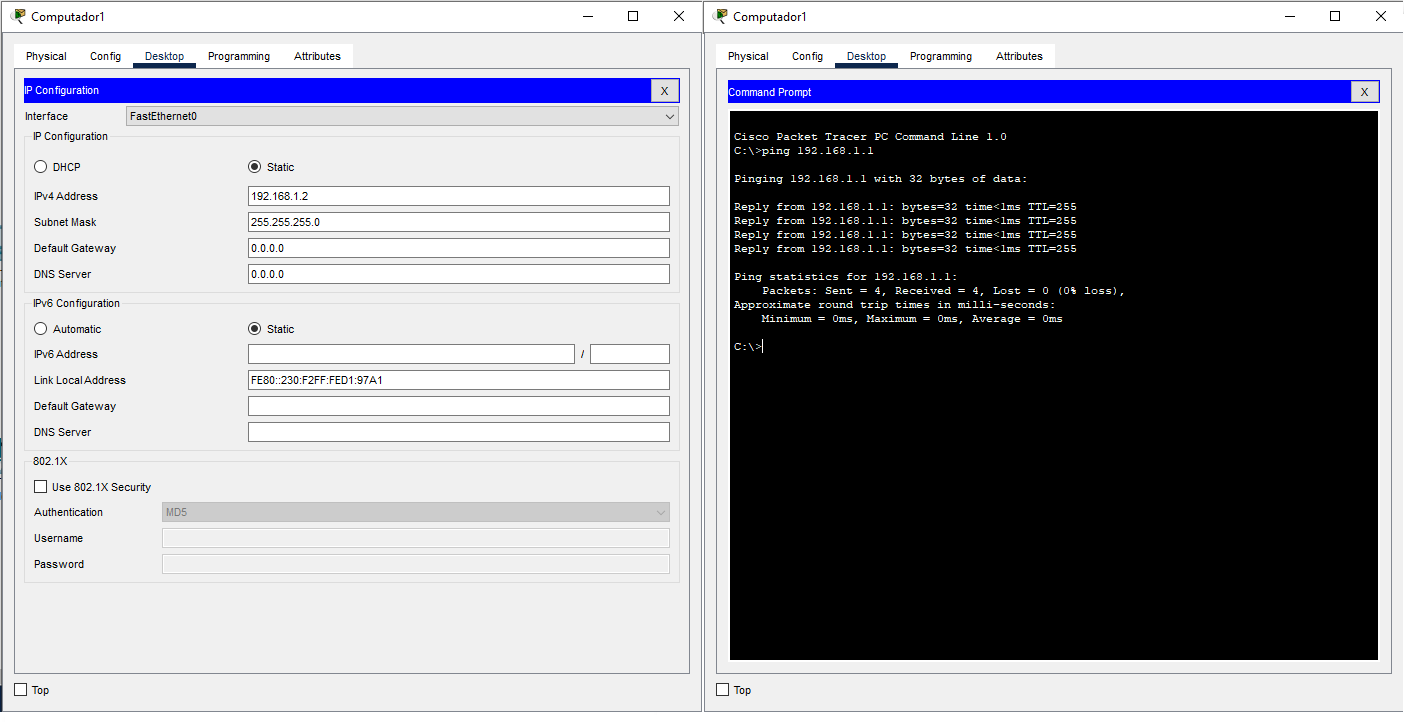 Computador1
Physical Config Desktop Programming Attributes
IP Configuration X
Interface FastEthernet0
IP Configuration
DHCP Static
IPv4 Address 192.168.1.2
Subnet Mask 255.255.255.0
Default Gateway 0.0.0.0
DNS Server 0.0.0.0
IPv6 Configuration
Automatic Static
IPv6 Address /
Link Local Address FE80::230:F2FF:FED1:97A1
Default Gateway
DNS Server
802.1X
Use 802.1X Security
Authentication MD5
Username
Password
Top
Computador1
Physical Config Desktop Programming Attributes
Command Prompt X
Cisco Packet Tracer PC Command Line 1.0
C:\>ping 192.168.1.1
Pinging 192.168.1.1 with 32 bytes of data:
Reply from 192.168.1.1: bytes=32 time<1ms TTL=255
Reply from 192.168.1.1: bytes=32 time<1ms TTL=255
Reply from 192.168.1.1: bytes=32 time<1ms TTL=255
Reply from 192.168.1.1: bytes=32 time<1ms TTL=255
Ping statistics for 192.168.1.1:
Packets: Sent = 4, Received = 4, Lost = 0 (0% loss),
Approximate round trip times in milli-seconds:
Minimum = 0ms, Maximum = 0ms, Average = 0ms
C:\>
Top